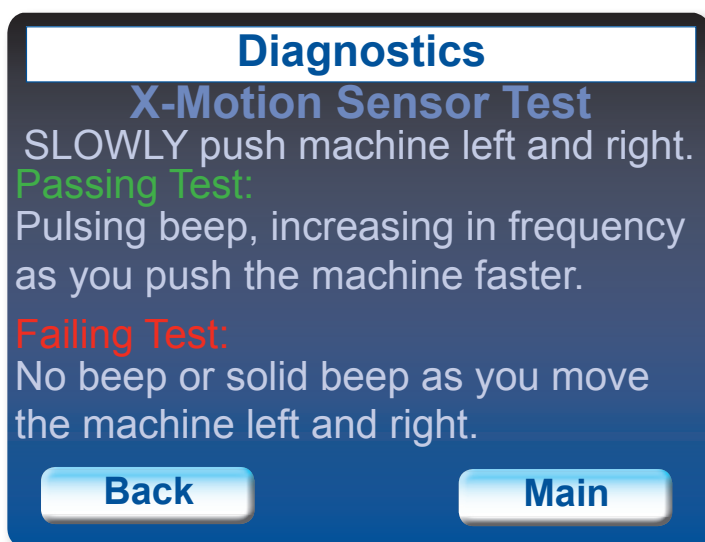 Diagnostics
X-Motion Sensor Test
SLOWLY push machine left and right.
Passing Test:
Pulsing beep, increasing in frequency
as you push the machine faster.
Failing Test:
No beep or solid beep as you move
the machine left and right.
Back
Main